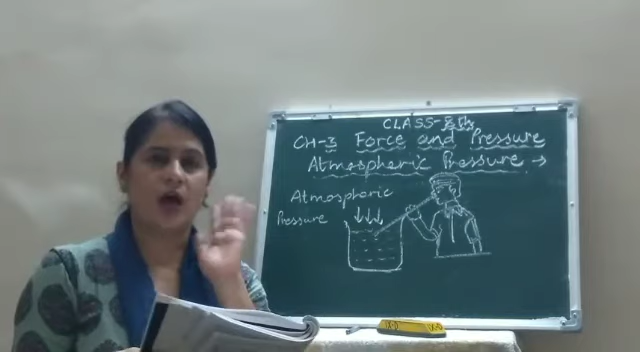 CLASS-8th
CH-3 Force and Pressure
Atmospheric Pressure →
Atmospheric
Pressure